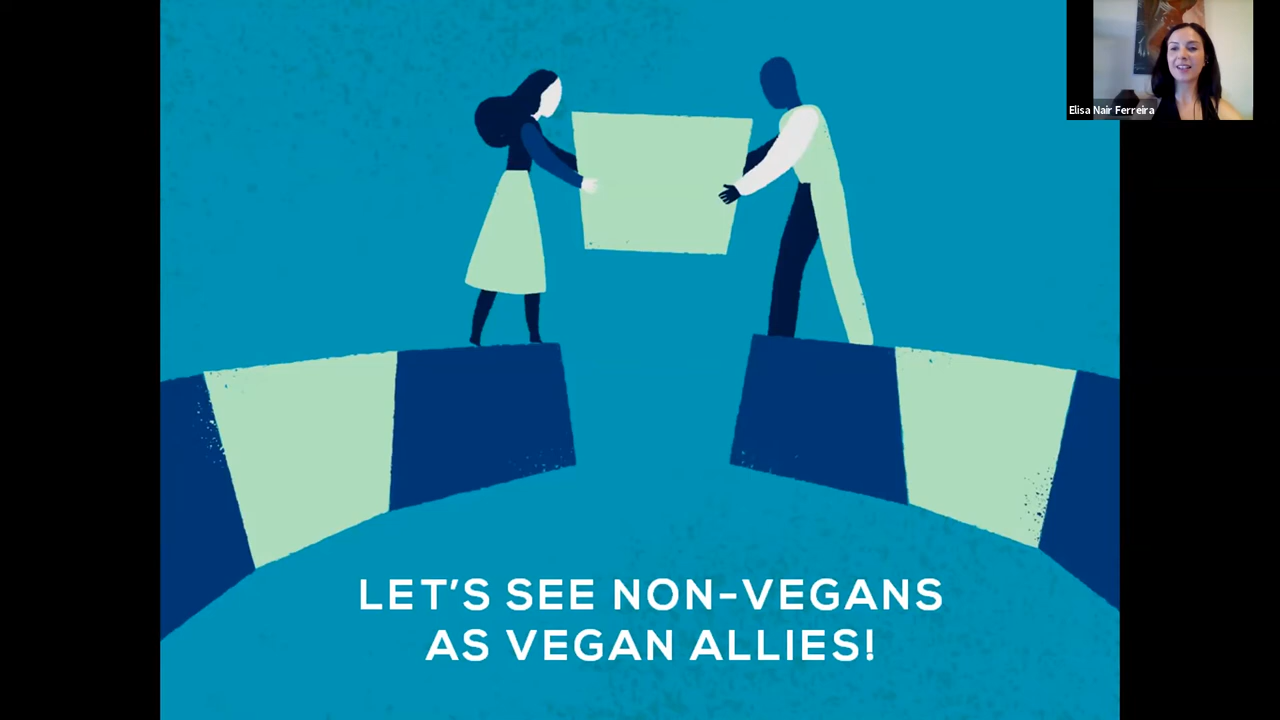 Elisa Nair Ferreira
LET'S SEE NON-VEGANS
AS VEGAN ALLIES!